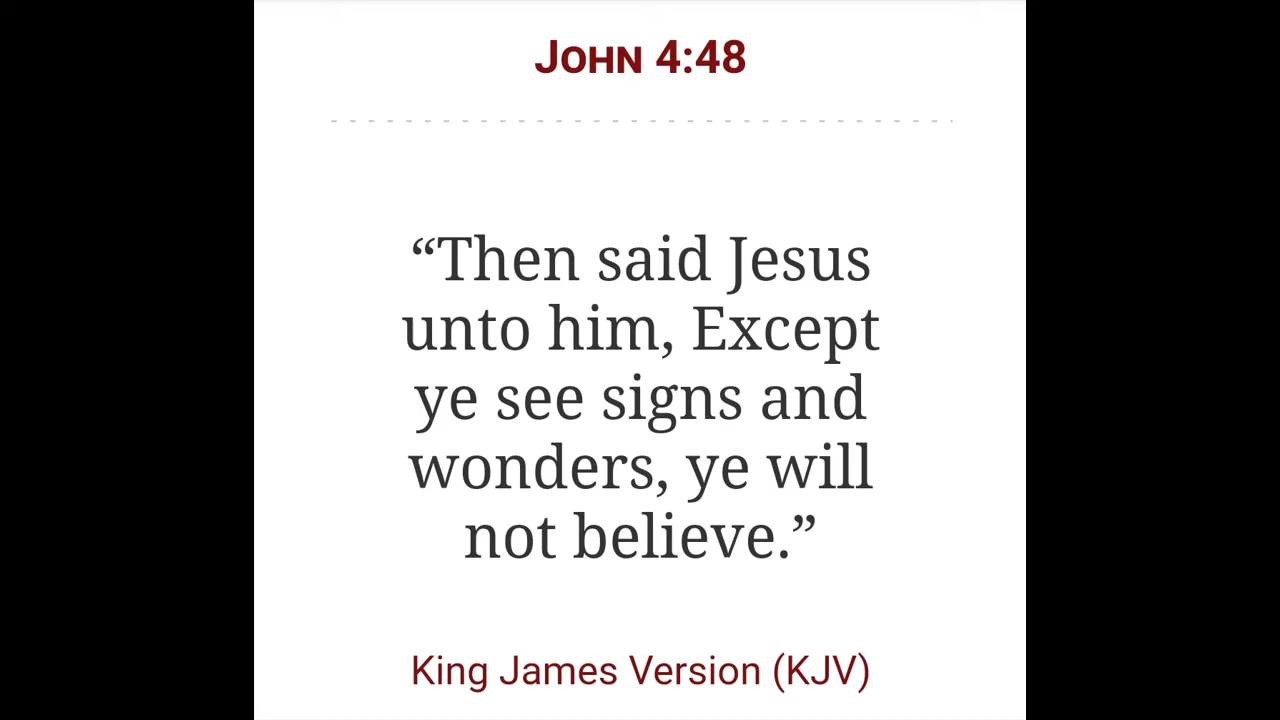 JOHN 4:48
“Then said Jesus
unto him, Except
ye see signs and
wonders, ye will
not believe.”
King James Version (KJV)